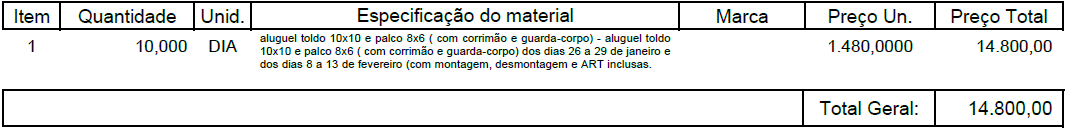 Item Quantidade Unid. Especificação do material Marca Preço Un. Preço Total
1 10,000 DIA aluguel toldo 10x10 e palco 8x6 ( com corrimão e guarda-corpo) - aluguel toldo 1.480,0000 14.800,00
10x10 e palco 8x6 ( com corrimão e guarda-corpo) dos dias 26 a 29 de janeiro e
dos dias 8 a 13 de fevereiro (com montagem, desmontagem e ART inclusas.
Total Geral: 14.800,00